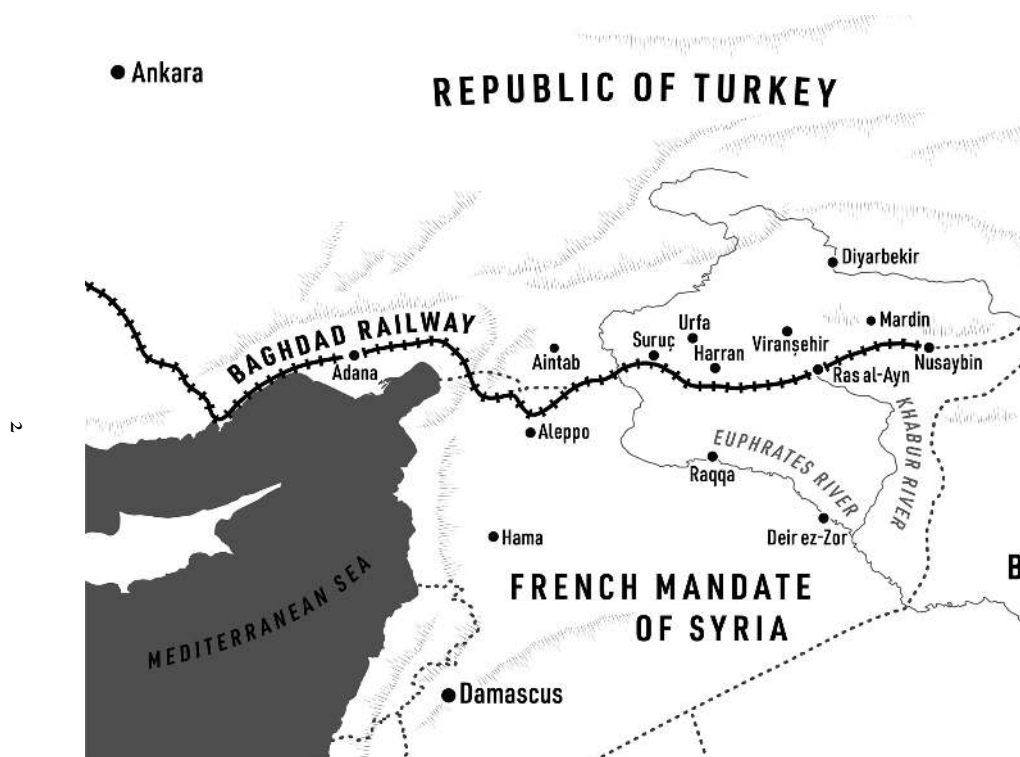 Ankara
REPUBLIC OF TURKEY
Diyarbekir
BAGHDAD RAILWAY
Adana
Aintab
Suruç
Urfa
Harran
Viranşehir
Mardin
Nusaybin
Ras al-Ayn
Aleppo
KHABUR RIVER
EUPHRATES RIVER
Raqqa
Deir ez-Zor
Hama
2
B
FRENCH MANDATE
OF SYRIA
MEDITERRANEAN SEA
Damascus